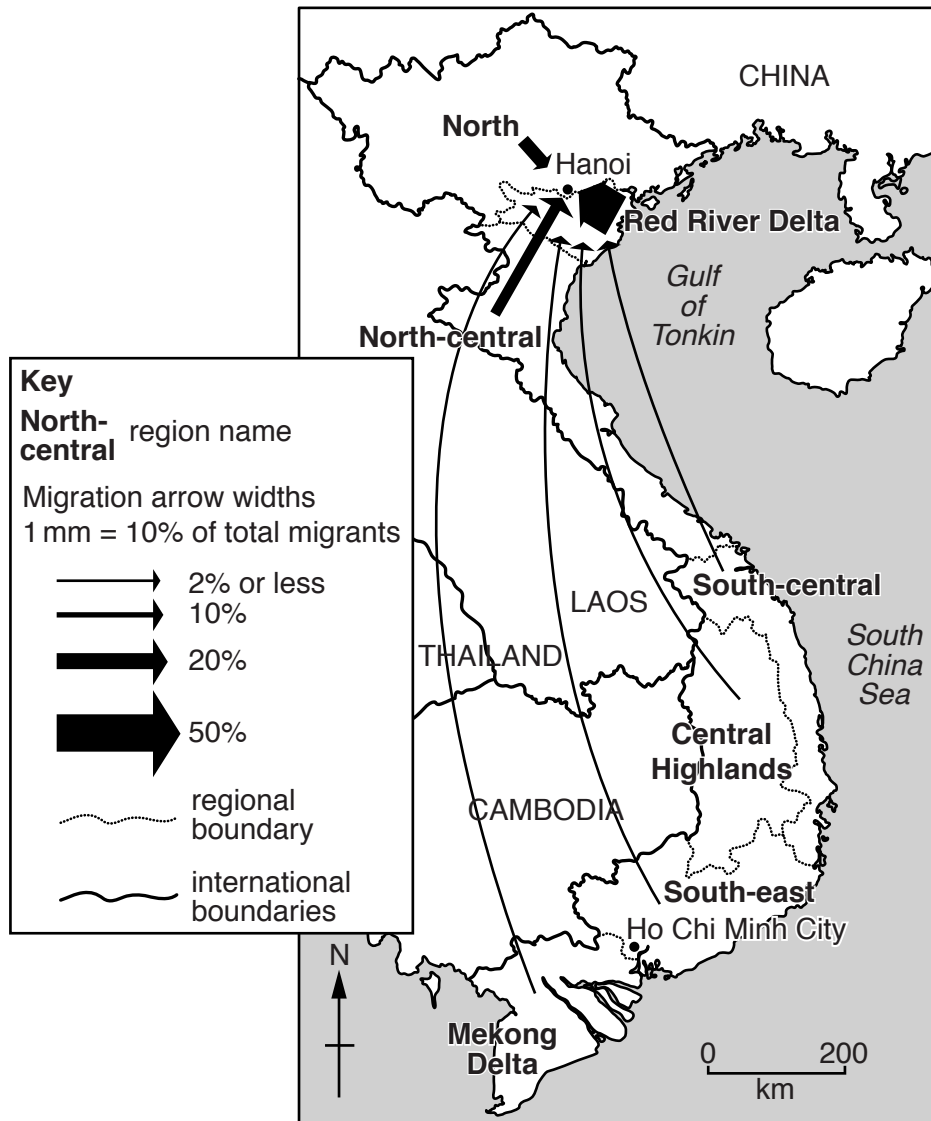 CHINA
North
Hanoi
Red River Delta
Gulf
of
Tonkin
North-central
Key
North-
central region name
Migration arrow widths
1 mm = 10% of total migrants
2% or less
10%
20%
50%
regional
boundary
international
boundaries
LAOS
South-central
THAILAND
South
China
Sea
Central
Highlands
CAMBODIA
South-east
Ho Chi Minh City
N
Mekong
Delta
0 200
km